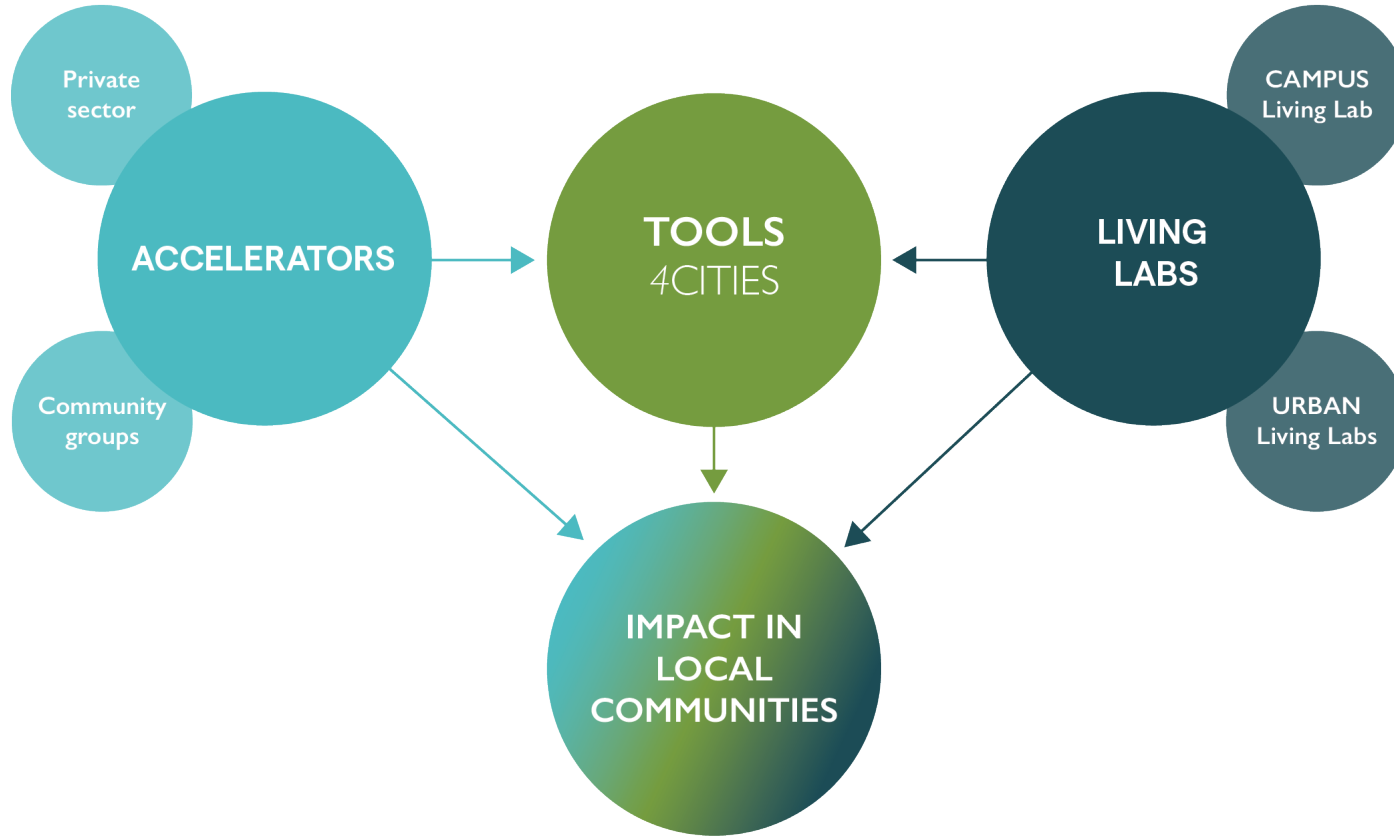 Private
sector
ACCELERATORS
Community
groups
TOOLS
4CITIES
LIVING
LABS
CAMPUS
Living Lab
URBAN
Living Labs
IMPACT IN
LOCAL
COMMUNITIES